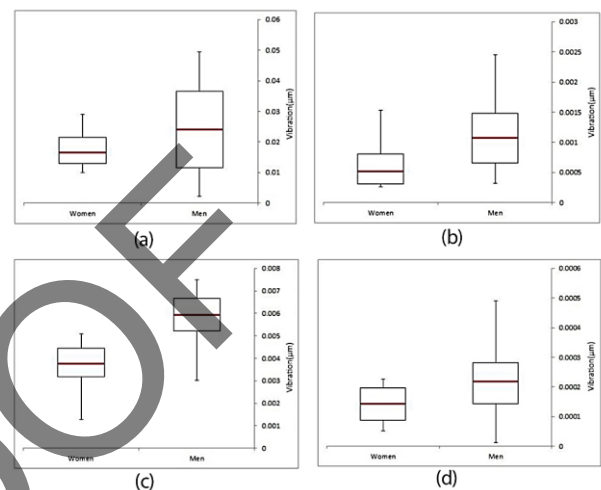 0.06
0.05
0.04
0.03
0.02
0.01
0
Vibration(µm)
Women
Men
(a)
0.003
0.0025
0.002
0.0015
0.001
0.0005
0
Vibration(µm)
Women
Men
(b)
0.008
0.007
0.006
0.005
0.004
0.003
0.002
0.001
0
Vibration(µm)
Women
Men
(c)
0.0006
0.0005
0.0004
0.0003
0.0002
0.0001
0
Vibration(µm)
Women
Men
(d)
OF